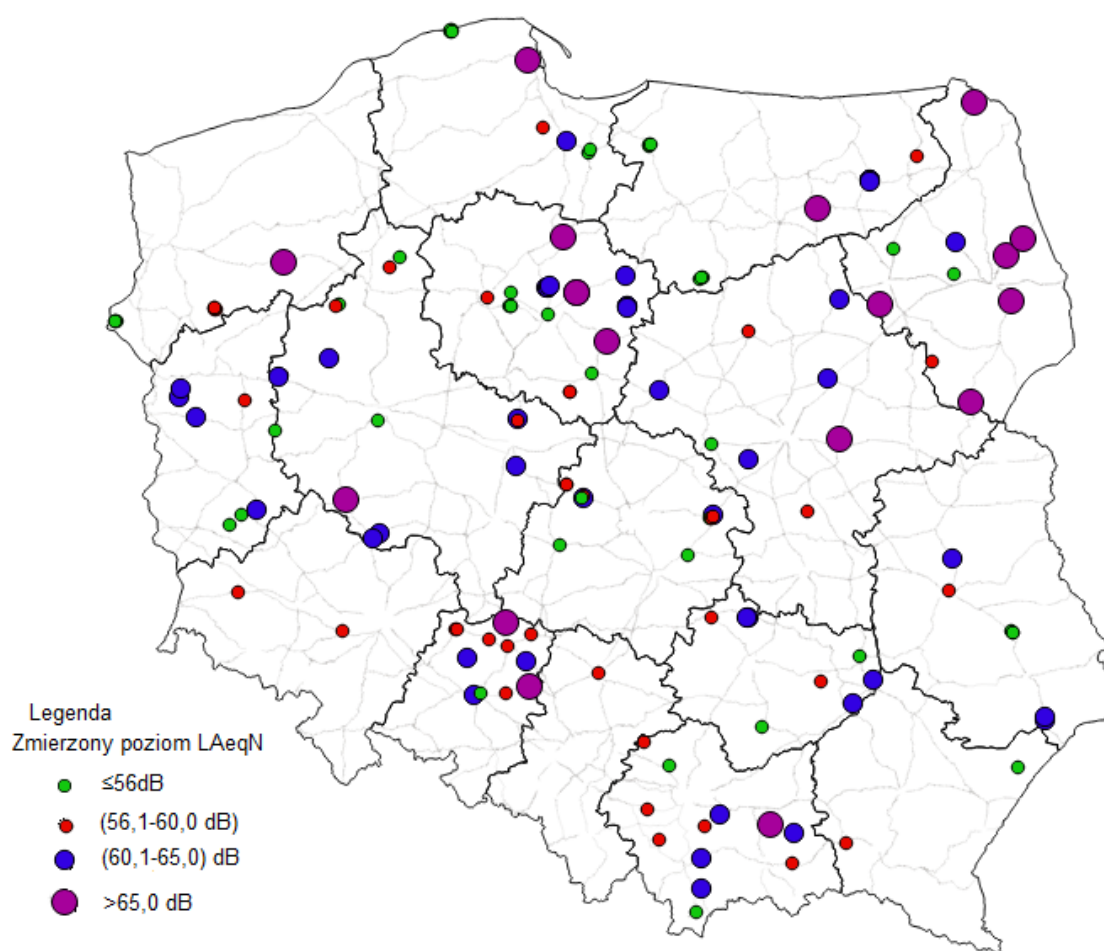 Legenda
Zmierzony poziom LAeqN
≤56dB
(56,1-60,0 dB)
(60,1-65,0) dB
>65,0 dB